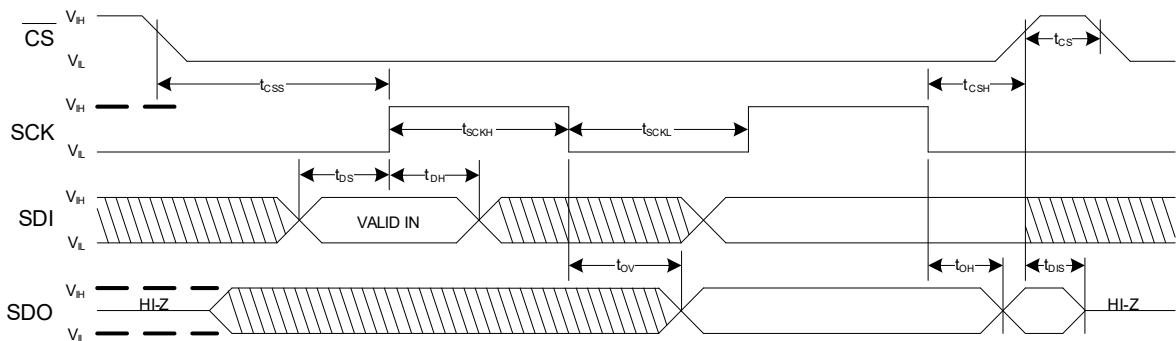 V_IH
CS
V_IL
t_CS
t_CSS
t_CSH
V_IH
SCK
V_IL
t_SCKH
t_SCKL
t_DS
t_DH
V_IH
SDI
V_IL
VALID IN
t_OV
t_OH
t_DIS
V_IH
SDO
V_IL
HI-Z
HI-Z